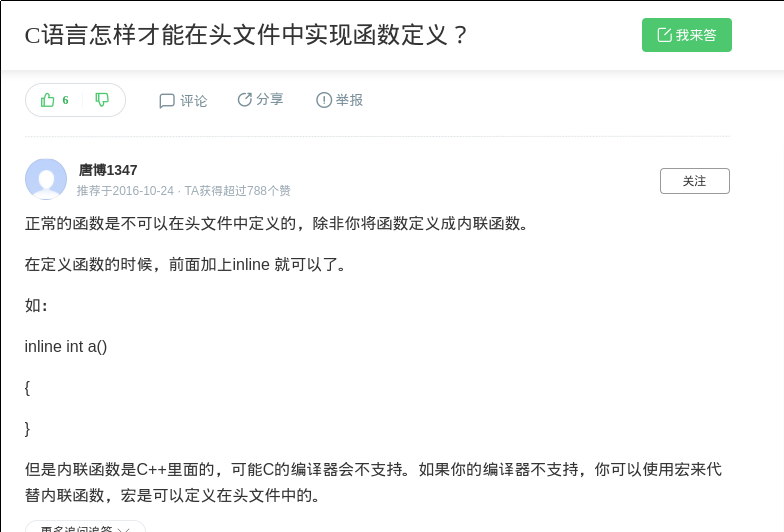 C语言怎样才能在头文件中实现函数定义？
我来答
6
评论
分享
举报
唐博1347
推荐于2016-10-24 · TA获得超过788个赞
关注
正常的函数是不可以在头文件中定义的，除非你将函数定义成内联函数。
在定义函数的时候，前面加上inline 就可以了。
如：
inline int a()
{
}
但是内联函数是C++里面的，可能C的编译器会不支持。如果你的编译器不支持，你可以使用宏来代
替内联函数，宏是可以定义在头文件中的。
更多追问追答